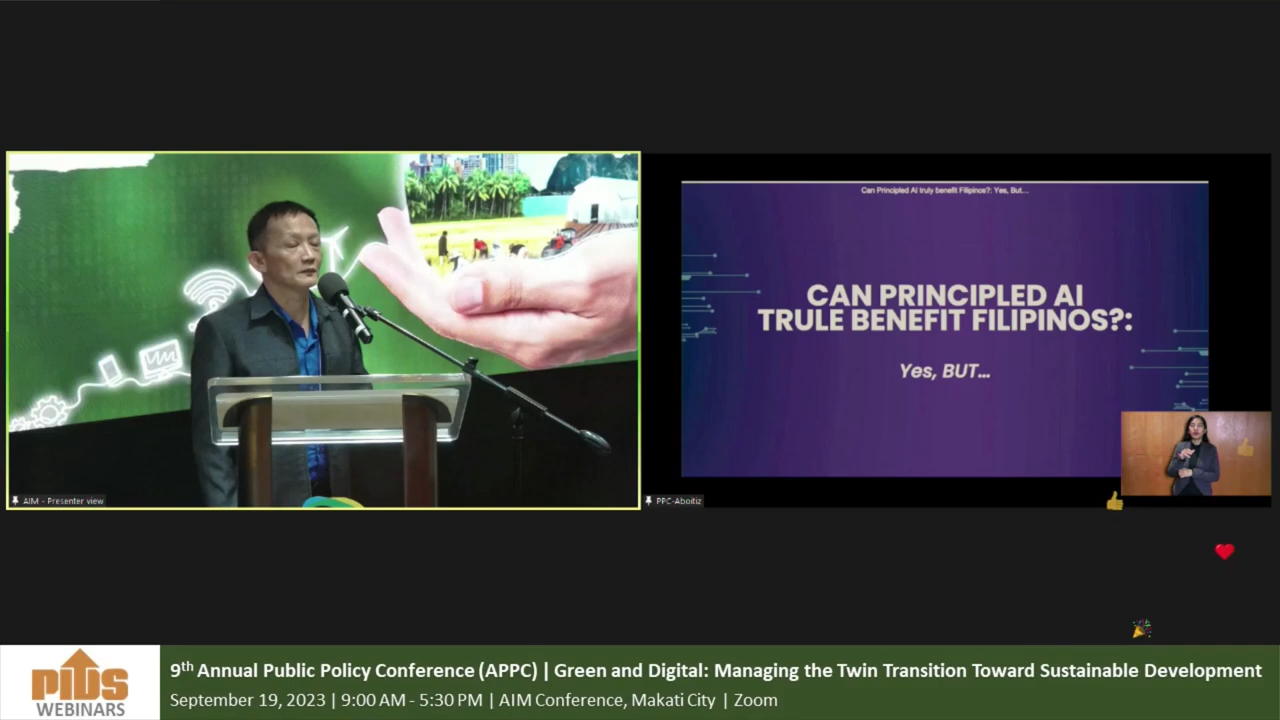 Can Principled AI truly benefit Filipinos?: Yes, But...
CAN PRINCIPLED AI
TRULE BENEFIT FILIPINOS?:
Yes, BUT...
AIM - Presenter view
PPC-Aboitiz
PIDS
WEBINARS
9th Annual Public Policy Conference (APPC) | Green and Digital: Managing the Twin Transition Toward Sustainable Development
September 19, 2023 | 9:00 AM - 5:30 PM | AIM Conference, Makati City | Zoom